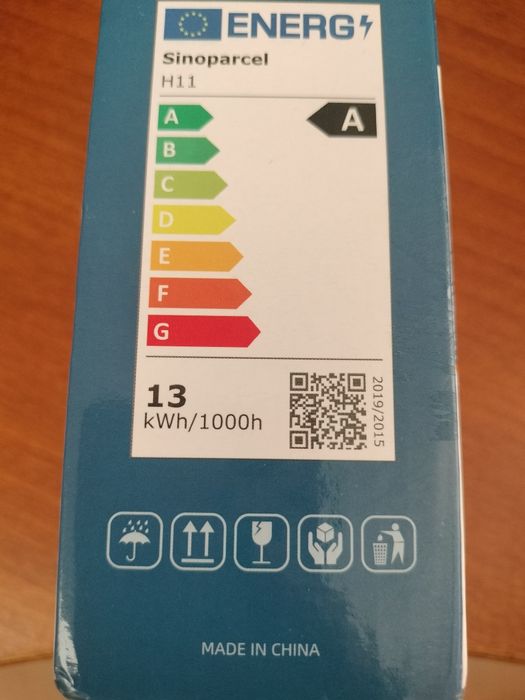 ENERG
Sinoparcel
H11
A
A
B
C
D
E
F
G
13
kWh/1000h
2019/2015
MADE IN CHINA